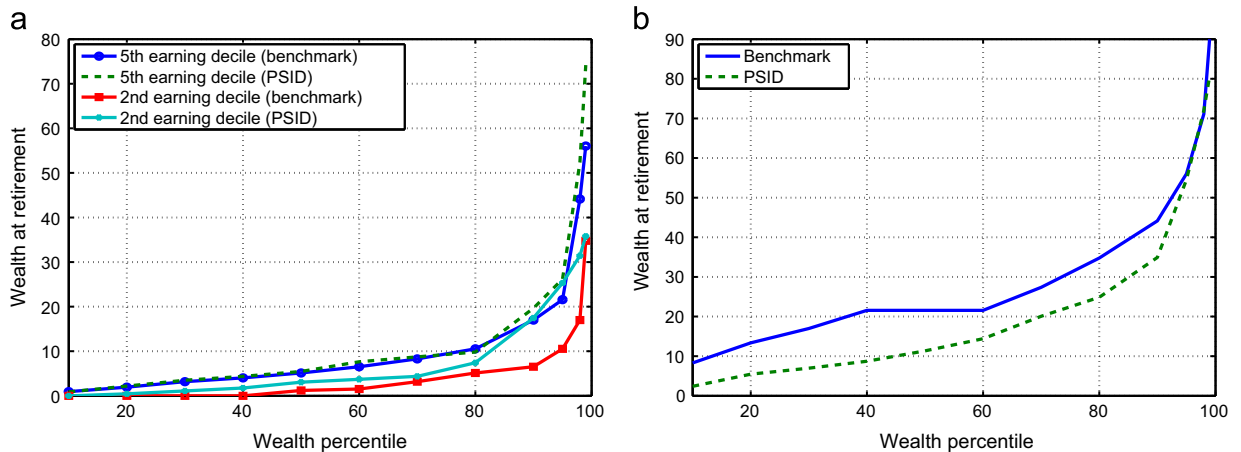 a
80
70
60
50
40
30
20
10
0
Wealth at retirement
5th earning decile (benchmark)
5th earning decile (PSID)
2nd earning decile (benchmark)
2nd earning decile (PSID)
20
40
60
80
100
Wealth percentile
b
90
80
70
60
50
40
30
20
10
0
Wealth at retirement
Benchmark
PSID
20
40
60
80
100
Wealth percentile